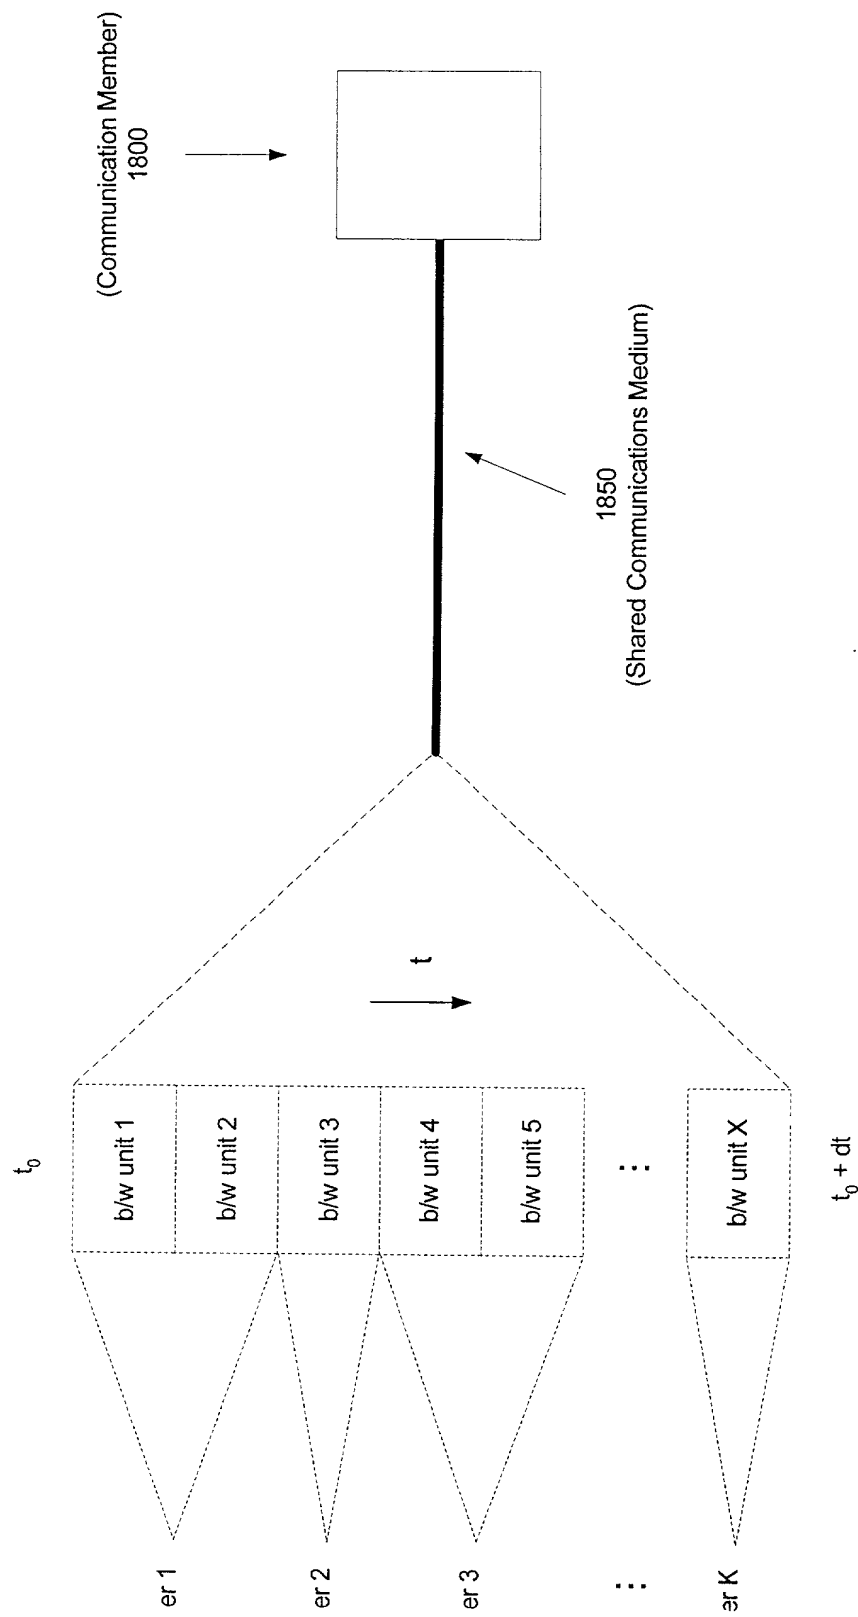 (Communication Member)
1800
1850
(Shared Communications Medium)
t
t₀
b/w unit 1
b/w unit 2
b/w unit 3
b/w unit 4
b/w unit 5
⋮
b/w unit X
t₀ + dt
er 1
er 2
er 3
⋮
er K